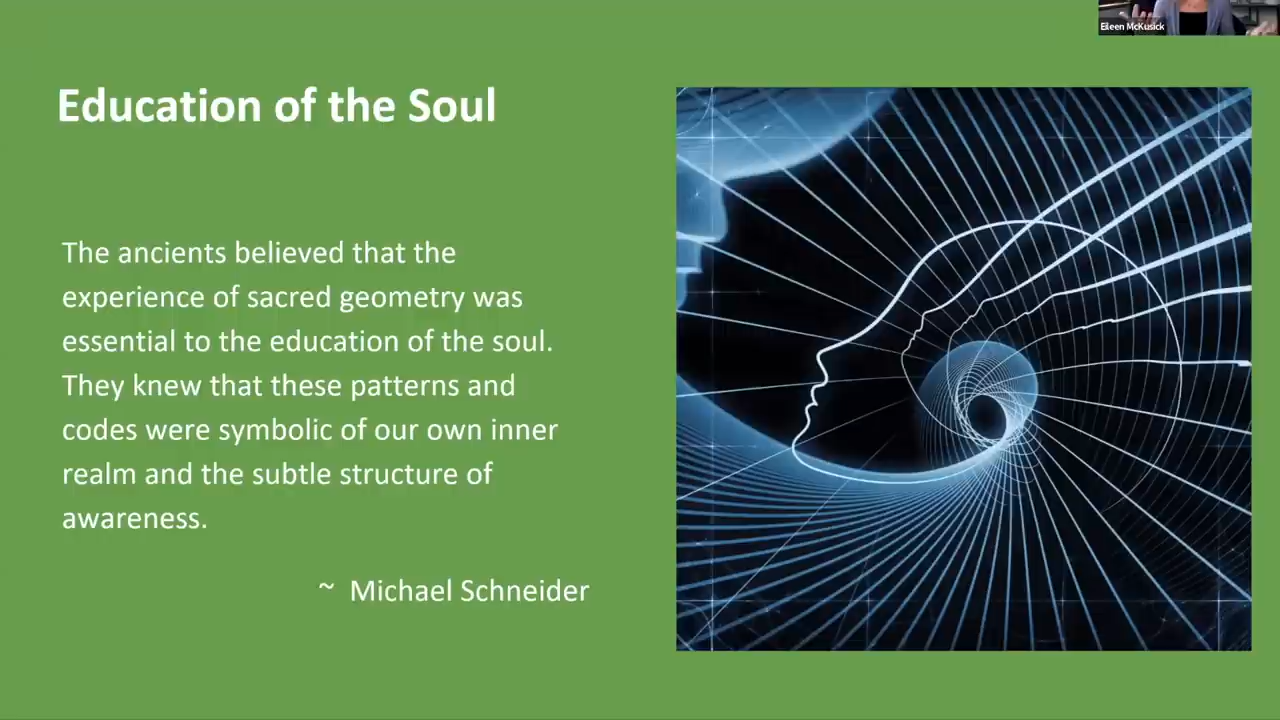 Eileen McKusick
Education of the Soul
The ancients believed that the
experience of sacred geometry was
essential to the education of the soul.
They knew that these patterns and
codes were symbolic of our own inner
realm and the subtle structure of
awareness.
~ Michael Schneider